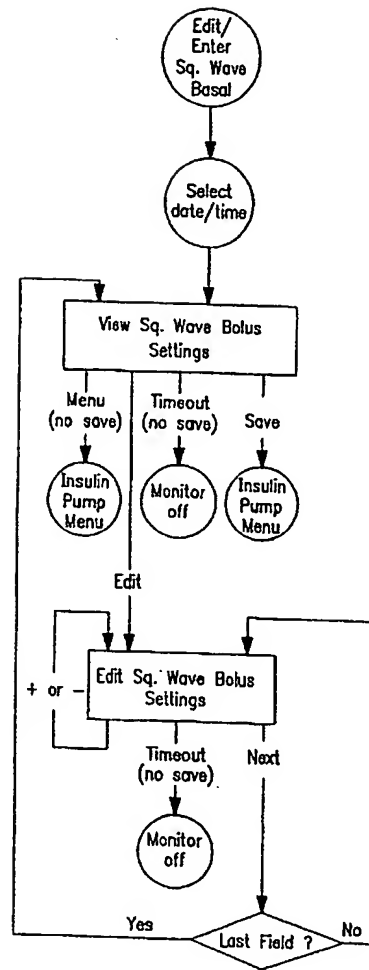 Edit/
Enter
Sq. Wave
Basal
Select
date/time
View Sq. Wave Bolus
Settings
Menu
(no save)
Timeout
(no save)
Save
Insulin
Pump
Menu
Monitor
off
Insulin
Pump
Menu
Edit
+ or -
Edit Sq. Wave Bolus
Settings
Timeout
(no save)
Next
Monitor
off
Yes
Last Field ?
No